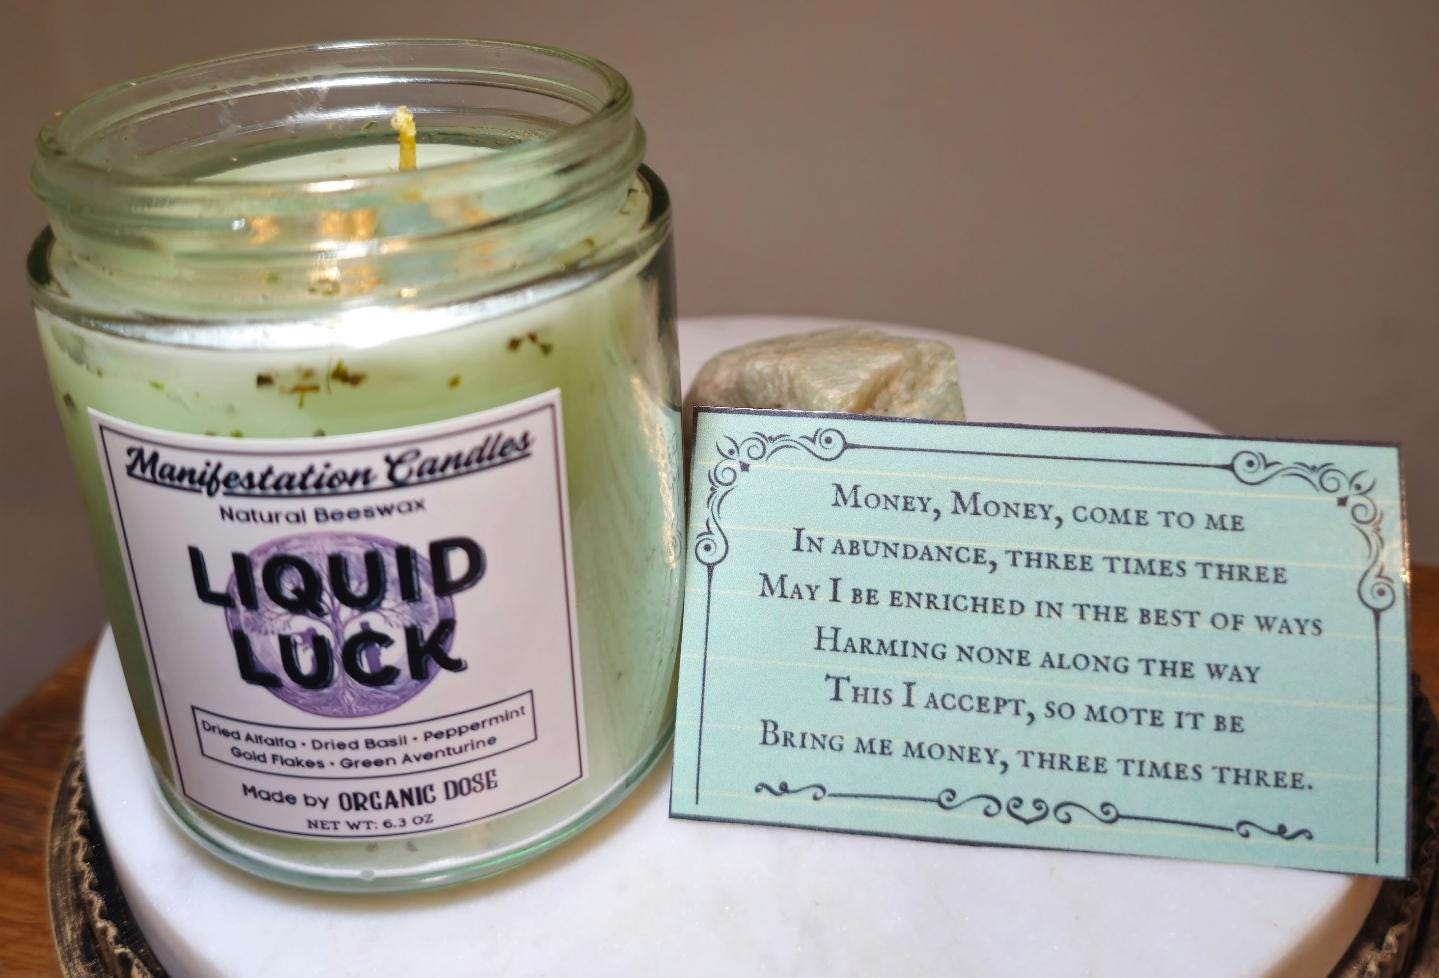 Manifestation Candles
Natural Beeswax
LIQUID
LUCK
Dried Alfalfa • Dried Basil • Peppermint
Gold Flakes • Green Aventurine
Made by ORGANIC DOSE
NET WT: 6.3 OZ
Money, Money, come to me
In abundance, three times three
May I be enriched in the best of ways
Harming none along the way
This I accept, so mote it be
Bring me money, three times three.